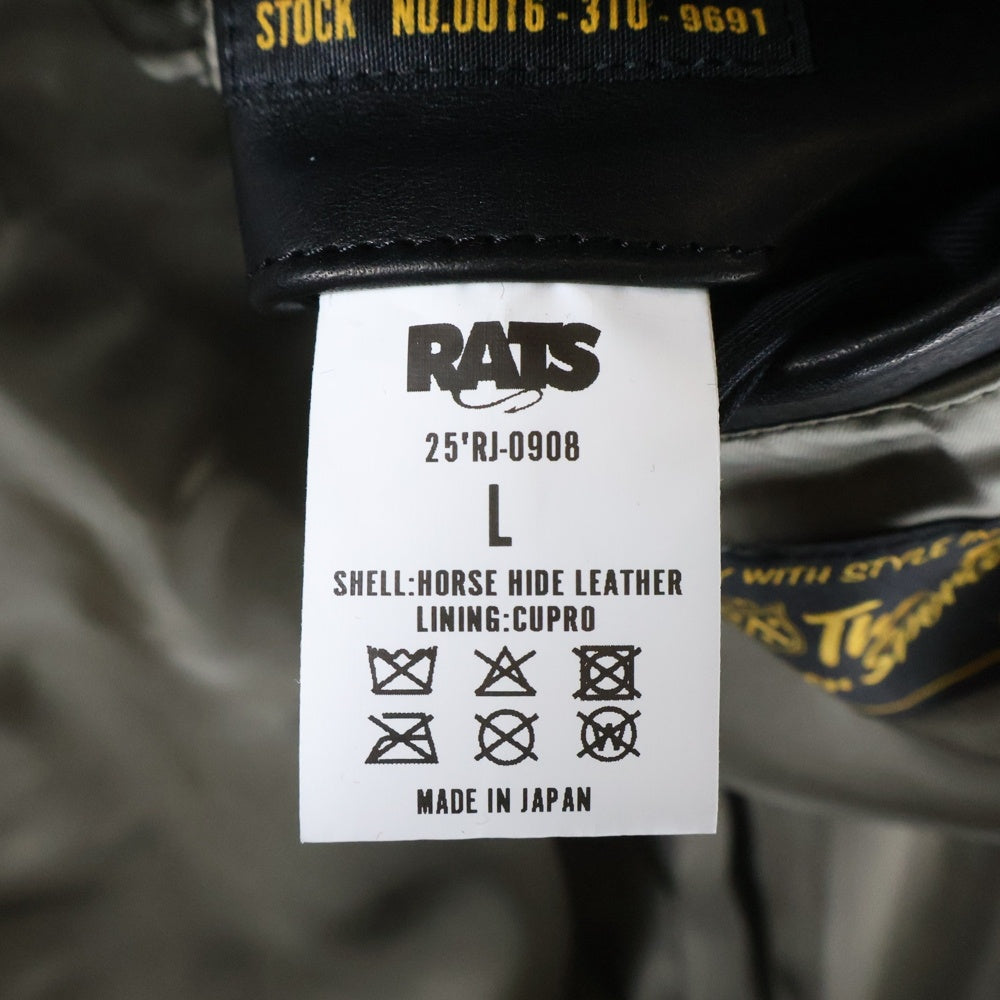 STOCK NO.0016-310-9691
RATS
25'RJ-0908
L
SHELL:HORSE HIDE LEATHER
LINING:CUPRO
W
MADE IN JAPAN
WITH STYLE